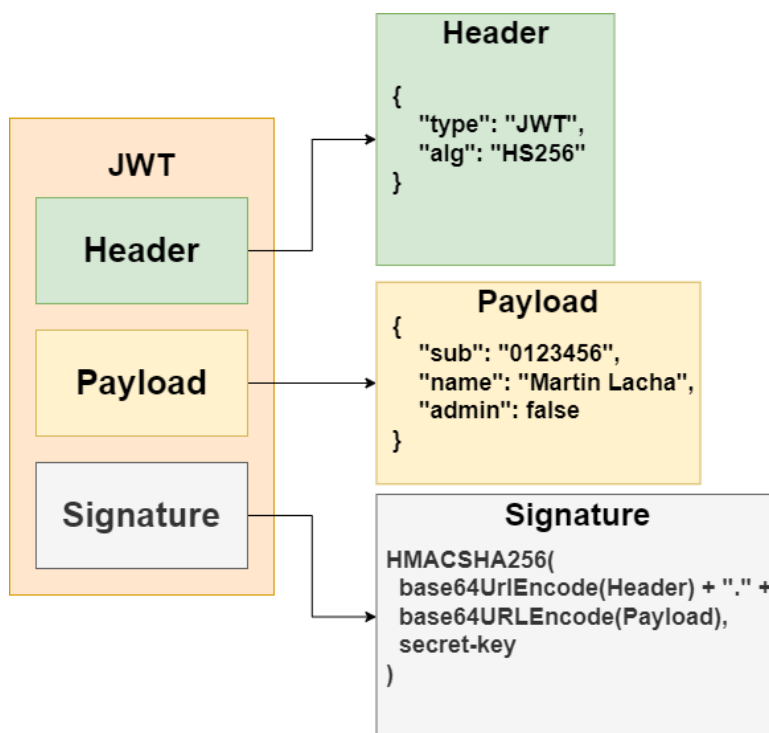 JWT
Header
Payload
Signature
Header
{
"type": "JWT",
"alg": "HS256"
}
Payload
{
"sub": "0123456",
"name": "Martin Lacha",
"admin": false
}
Signature
HMACSHA256(
base64UrlEncode(Header) + "." +
base64URLEncode(Payload),
secret-key
)